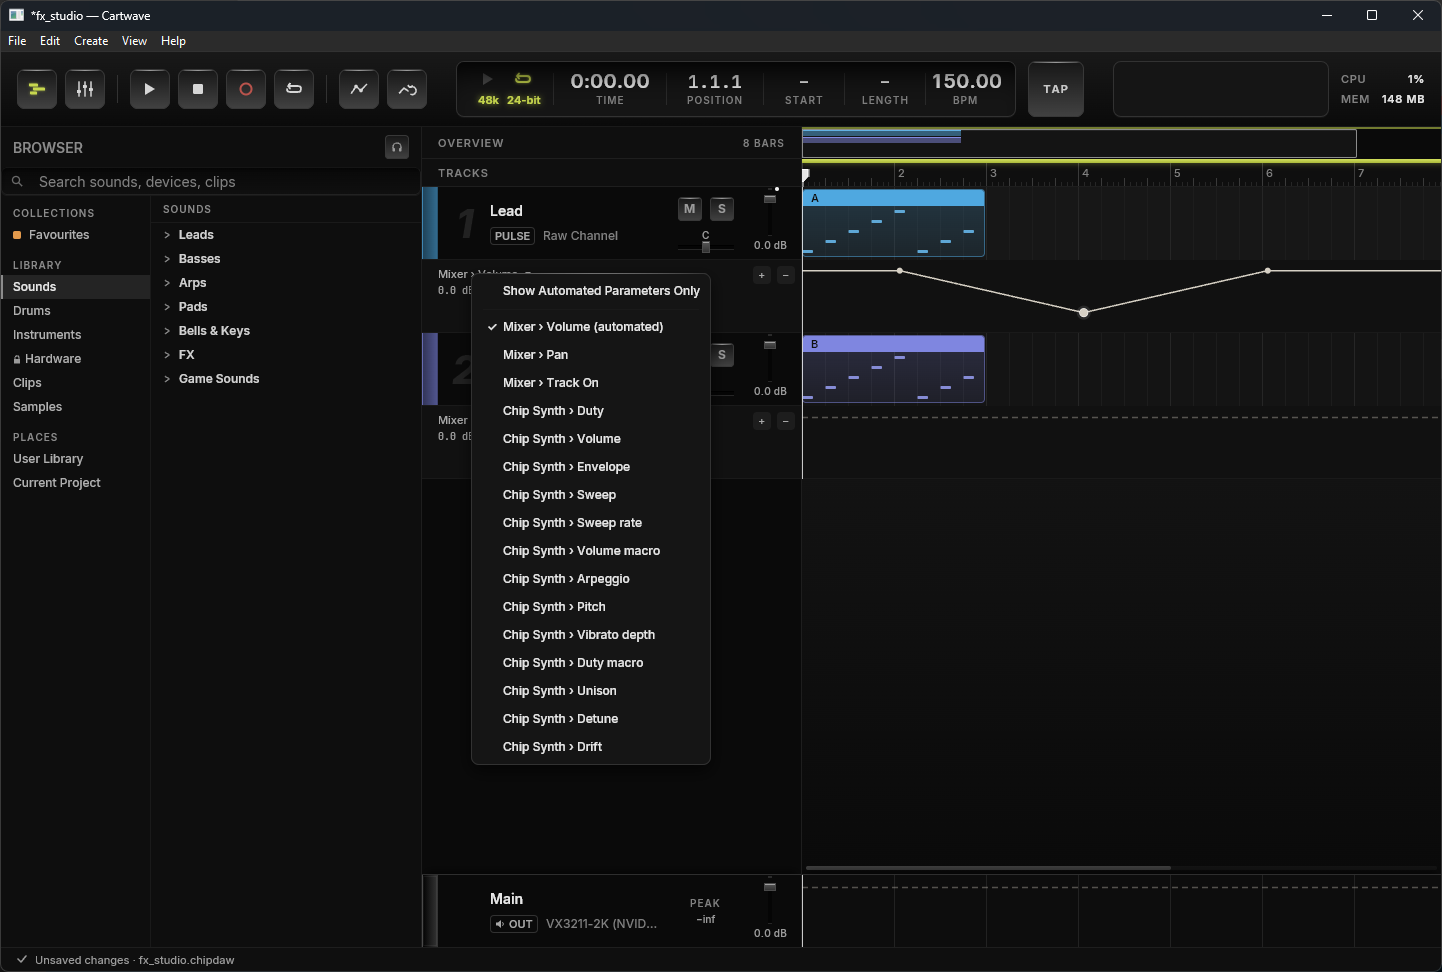 *fx_studio — Cartwave
File Edit Create View Help
48k 24-bit
0:00.00
TIME
1.1.1
POSITION
–
START
–
LENGTH
150.00
BPM
TAP
CPU 1%
MEM 148 MB
BROWSER
Search sounds, devices, clips
COLLECTIONS
Favourites
LIBRARY
Sounds
Drums
Instruments
Hardware
Clips
Samples
PLACES
User Library
Current Project
SOUNDS
> Leads
> Basses
> Arps
> Pads
> Bells & Keys
> FX
> Game Sounds
OVERVIEW 8 BARS
TRACKS
2 3 4 5 6 7
1 Lead M S
PULSE Raw Channel C
0.0 dB
A
Mixer › Volume + −
0.0 dB
Show Automated Parameters Only
✓ Mixer › Volume (automated)
Mixer › Pan
Mixer › Track On
Chip Synth › Duty
Chip Synth › Volume
Chip Synth › Envelope
Chip Synth › Sweep
Chip Synth › Sweep rate
Chip Synth › Volume macro
Chip Synth › Arpeggio
Chip Synth › Pitch
Chip Synth › Vibrato depth
Chip Synth › Duty macro
Chip Synth › Unison
Chip Synth › Detune
Chip Synth › Drift
2 S
0.0 dB
B
Mixer + −
0.0 dB
Main
OUT VX3211-2K (NVID...
PEAK
−inf
0.0 dB
Unsaved changes · fx_studio.chipdaw